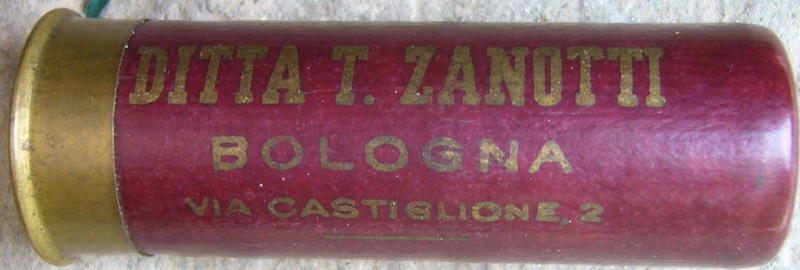 DITTA T. ZANOTTI
BOLOGNA
VIA CASTIGLIONE, 2